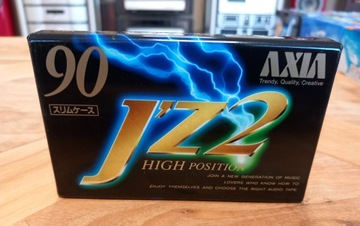 90
AXIA
Trendy, Quality, Creative
スリムケース
J'Z2
HIGH POSITION
JOIN A NEW GENERATION OF MUSIC
LOVERS WHO KNOW HOW TO
ENJOY THEMSELVES AND CHOOSE THE RIGHT AUDIO TAPE.